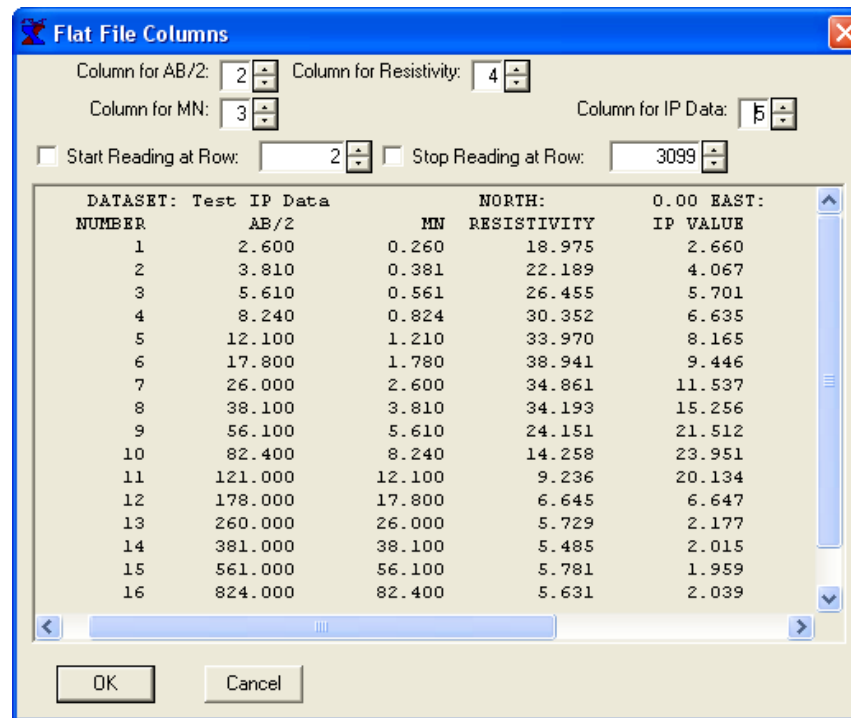 Flat File Columns
Column for AB/2: 2 Column for Resistivity: 4
Column for MN: 3 Column for IP Data: 5
Start Reading at Row: 2 Stop Reading at Row: 3099
DATASET: Test IP Data NORTH: 0.00 EAST:
NUMBER AB/2 MN RESISTIVITY IP VALUE
1 2.600 0.260 18.975 2.660
2 3.810 0.381 22.189 4.067
3 5.610 0.561 26.455 5.701
4 8.240 0.824 30.352 6.635
5 12.100 1.210 33.970 8.165
6 17.800 1.780 38.941 9.446
7 26.000 2.600 34.861 11.537
8 38.100 3.810 34.193 15.256
9 56.100 5.610 24.151 21.512
10 82.400 8.240 14.258 23.951
11 121.000 12.100 9.236 20.134
12 178.000 17.800 6.645 6.647
13 260.000 26.000 5.729 2.177
14 381.000 38.100 5.485 2.015
15 561.000 56.100 5.781 1.959
16 824.000 82.400 5.631 2.039
OK Cancel